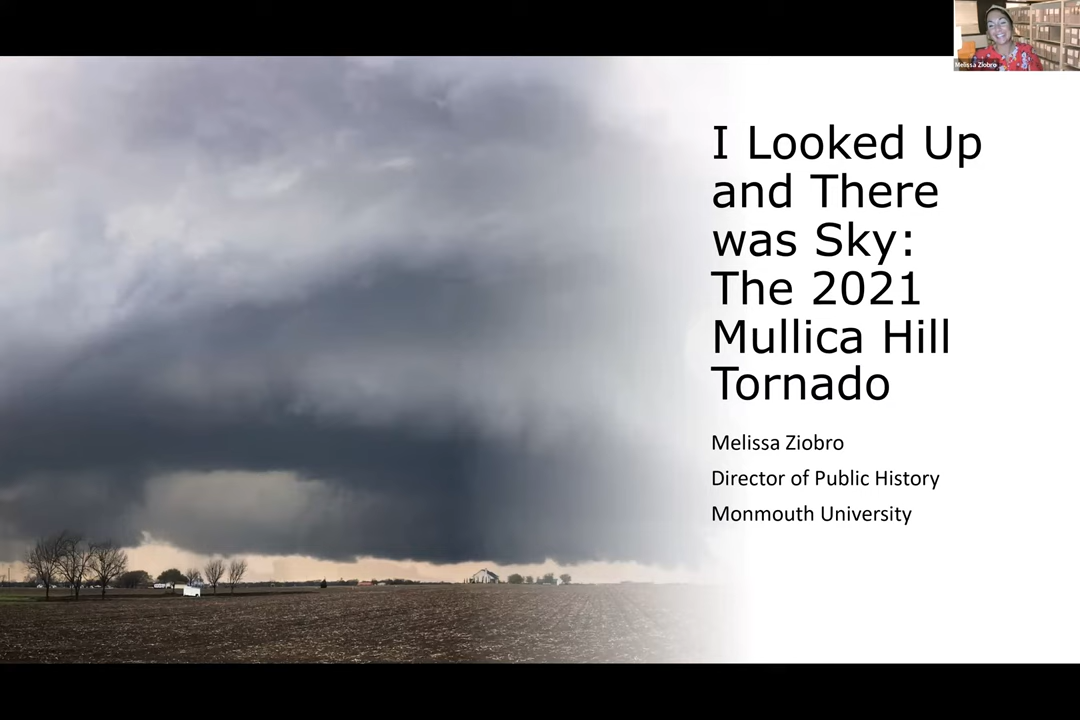 Melissa Ziobro
I Looked Up
and There
was Sky:
The 2021
Mullica Hill
Tornado
Melissa Ziobro
Director of Public History
Monmouth University